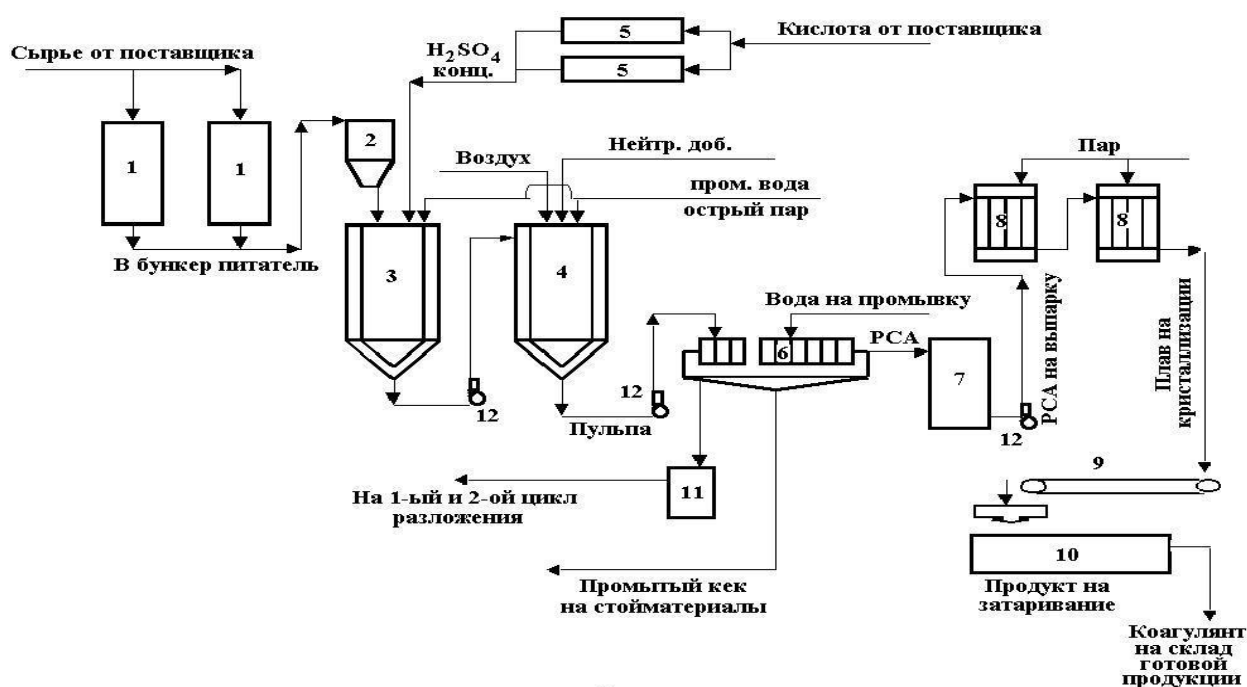 Кислота от поставщика
5
5
H2SO4
конц.
Сырье от поставщика
1
1
2
Воздух
Нейтр. доб.
пром. вода
острый пар
Пар
8
8
В бункер питатель
3
4
Вода на промывку
6
РСА
7
РСА на выпарку
Плав на
кристаллизации
12
12
12
Пульпа
9
11
На 1-ый и 2-ой цикл
разложения
10
Промытый кек
на стойматериалы
Продукт на
затаривание
Коагулянт
на склад
готовой
продукции